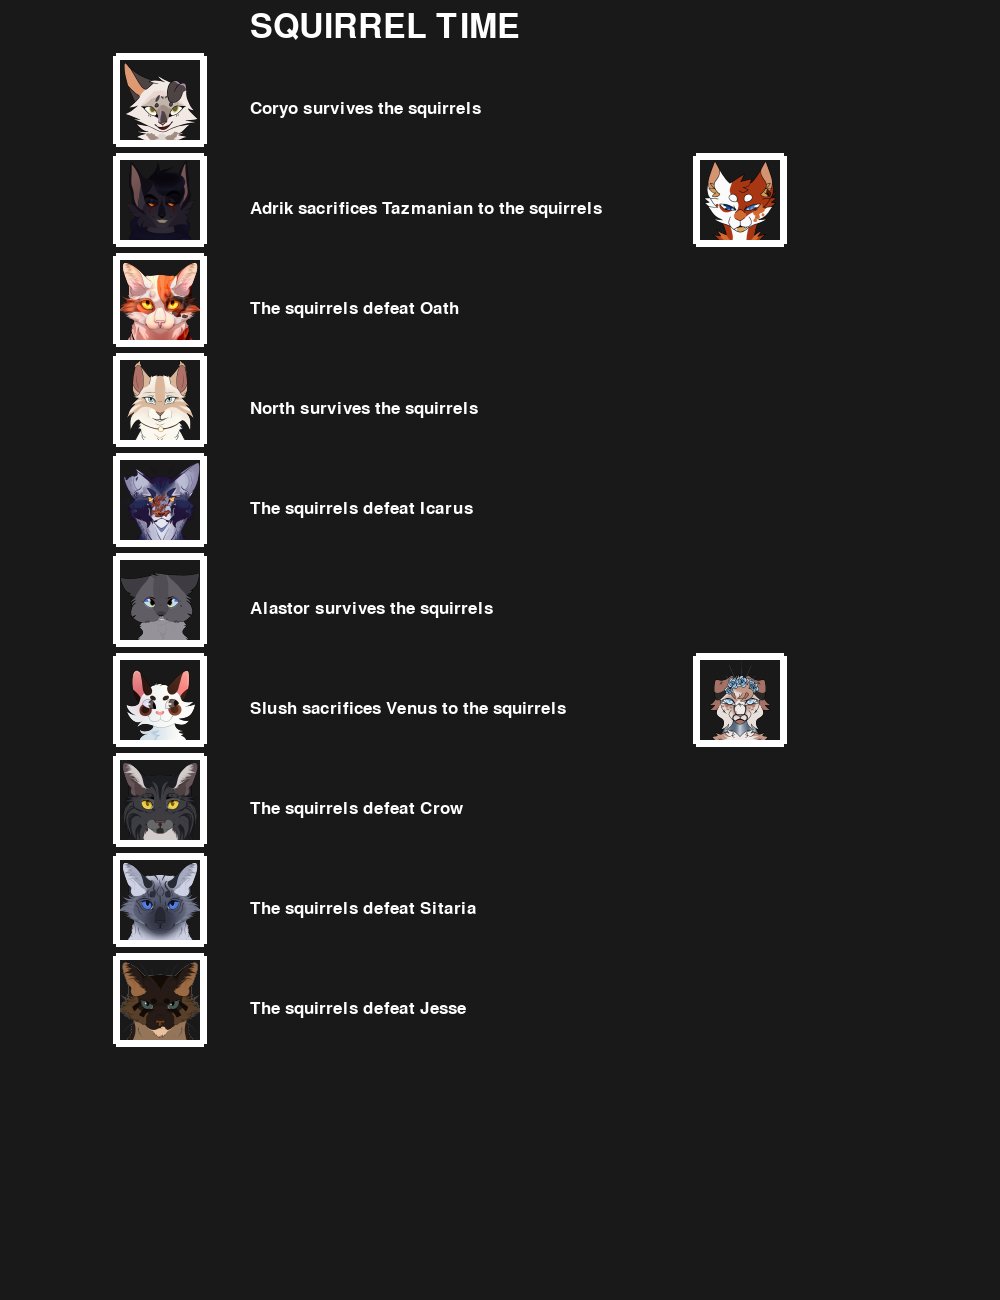 SQUIRREL TIME
Coryo survives the squirrels
Adrik sacrifices Tazmanian to the squirrels
The squirrels defeat Oath
North survives the squirrels
The squirrels defeat Icarus
Alastor survives the squirrels
Slush sacrifices Venus to the squirrels
The squirrels defeat Crow
The squirrels defeat Sitaria
The squirrels defeat Jesse